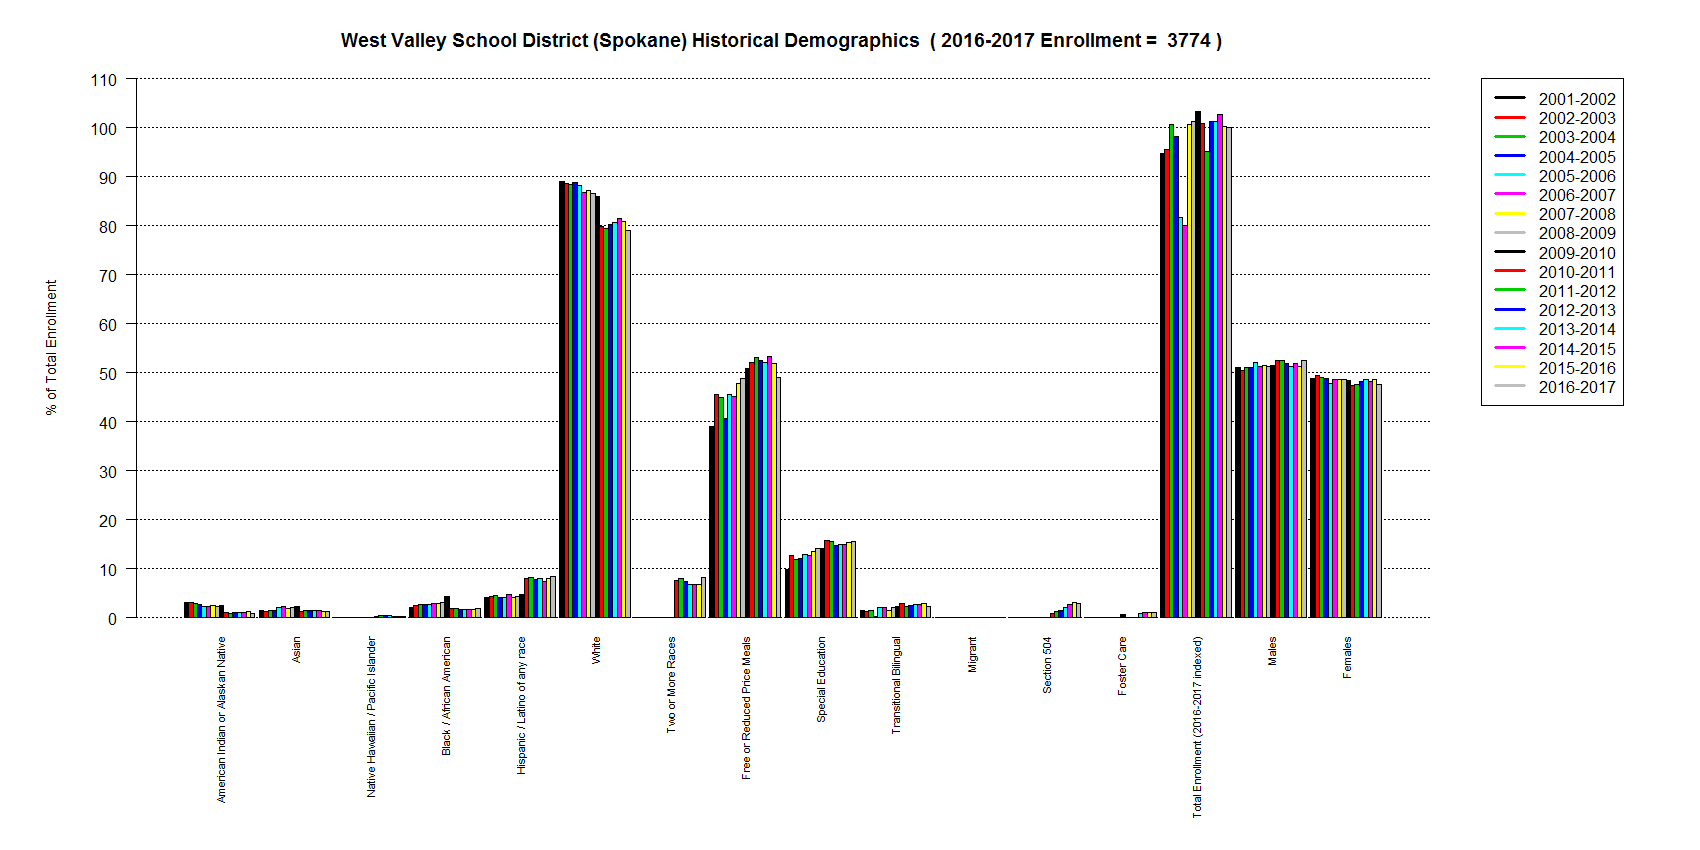 West Valley School District (Spokane) Historical Demographics ( 2016-2017 Enrollment = 3774 )
% of Total Enrollment
110
100
90
80
70
60
50
40
30
20
10
0
American Indian or Alaskan Native
Asian
Native Hawaiian / Pacific Islander
Black / African American
Hispanic / Latino of any race
White
Two or More Races
Free or Reduced Price Meals
Special Education
Transitional Bilingual
Migrant
Section 504
Foster Care
Total Enrollment (2016-2017 indexed)
Males
Females
2001-2002
2002-2003
2003-2004
2004-2005
2005-2006
2006-2007
2007-2008
2008-2009
2009-2010
2010-2011
2011-2012
2012-2013
2013-2014
2014-2015
2015-2016
2016-2017